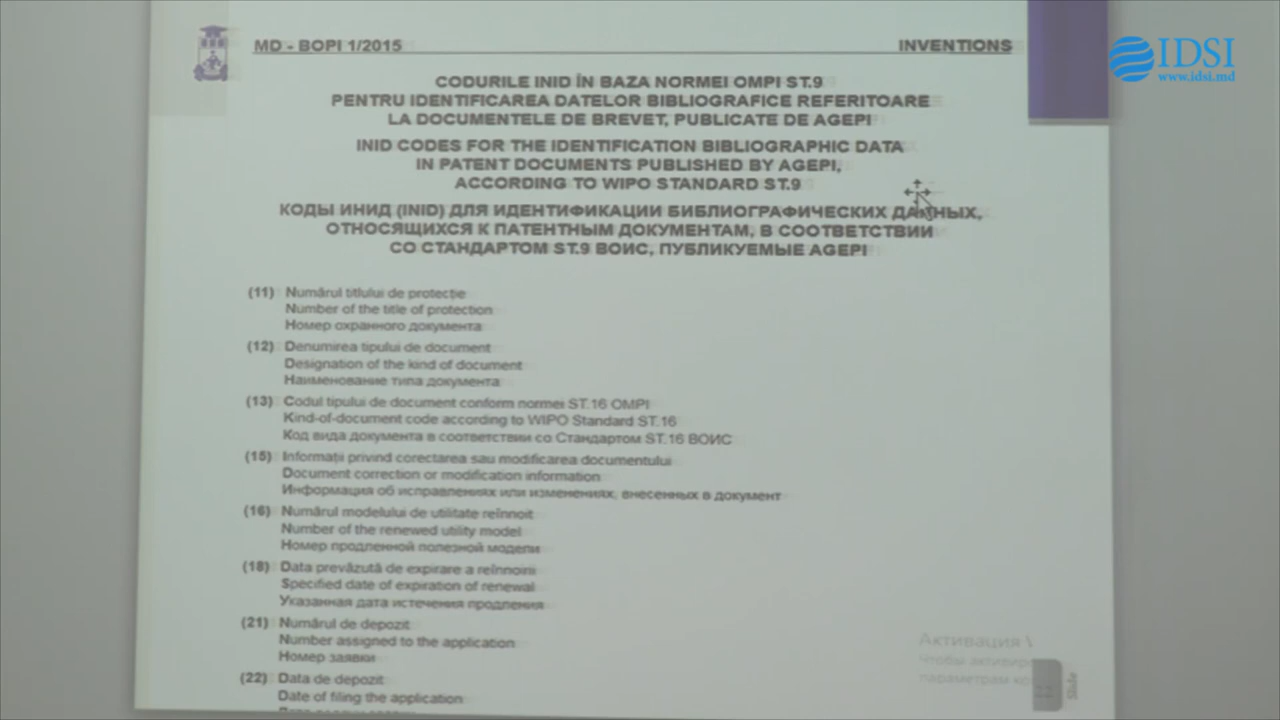 MD - BOPI 1/2015
INVENTIONS
IDSI
www.idsi.md
CODURILE INID ÎN BAZA NORMEI OMPI ST.9
PENTRU IDENTIFICAREA DATELOR BIBLIOGRAFICE REFERITOARE
LA DOCUMENTELE DE BREVET, PUBLICATE DE AGEPI
INID CODES FOR THE IDENTIFICATION BIBLIOGRAPHIC DATA
IN PATENT DOCUMENTS PUBLISHED BY AGEPI,
ACCORDING TO WIPO STANDARD ST.9
КОДЫ ИНИД (INID) ДЛЯ ИДЕНТИФИКАЦИИ БИБЛИОГРАФИЧЕСКИХ ДАННЫХ,
ОТНОСЯЩИХСЯ К ПАТЕНТНЫМ ДОКУМЕНТАМ, В СООТВЕТСТВИИ
СО СТАНДАРТОМ ST.9 ВОИС, ПУБЛИКУЕМЫЕ AGEPI
(11) Numărul titlului de protecție
Number of the title of protection
Номер охранного документа
(12) Denumirea tipului de document
Designation of the kind of document
Наименование типа документа
(13) Codul tipului de document conform normei ST.16 OMPI
Kind-of-document code according to WIPO Standard ST.16
Код вида документа в соответствии со Стандартом ST.16 ВОИС
(15) Informații privind corectarea sau modificarea documentului
Document correction or modification information
Информация об исправлениях или изменениях, внесенных в документ
(16) Numărul modelului de utilitate reînnoit
Number of the renewed utility model
Номер продленной полезной модели
(18) Data prevăzută de expirare a reînnoirii
Specified date of expiration of renewal
Указанная дата истечения продления
(21) Numărul de depozit
Number assigned to the application
Номер заявки
(22) Data de depozit
Date of filing the application
Активация
Чтобы
параметрам
Slide